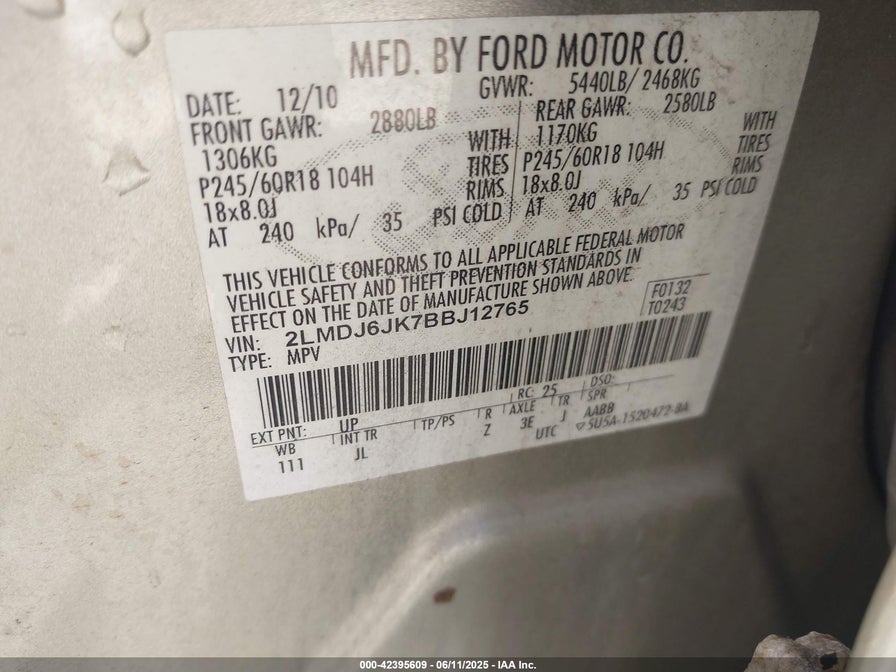 MFD. BY FORD MOTOR CO.
DATE: 12/10 GVWR: 5440LB/ 2468KG
FRONT GAWR: 2880LB REAR GAWR: 2580LB
1306KG WITH 1170KG WITH
P245/60R18 104H TIRES P245/60R18 104H TIRES
18x8.0J RIMS 18x8.0J RIMS
AT 240 kPa/ 35 PSI COLD AT 240 kPa/ 35 PSI COLD
THIS VEHICLE CONFORMS TO ALL APPLICABLE FEDERAL MOTOR
VEHICLE SAFETY AND THEFT PREVENTION STANDARDS IN
EFFECT ON THE DATE OF MANUFACTURE SHOWN ABOVE.
VIN: 2LMDJ6JK7BBJ12765 F0132
TYPE: MPV T0243
EXT PNT: UP RC: 25 DSO:
WB INT TR TP/PS R AXLE TR SPR
111 JL Z 3E J AABB
UTC ▽5U5A-1520472-BA
000-42395609 - 06/11/2025 - IAA Inc.